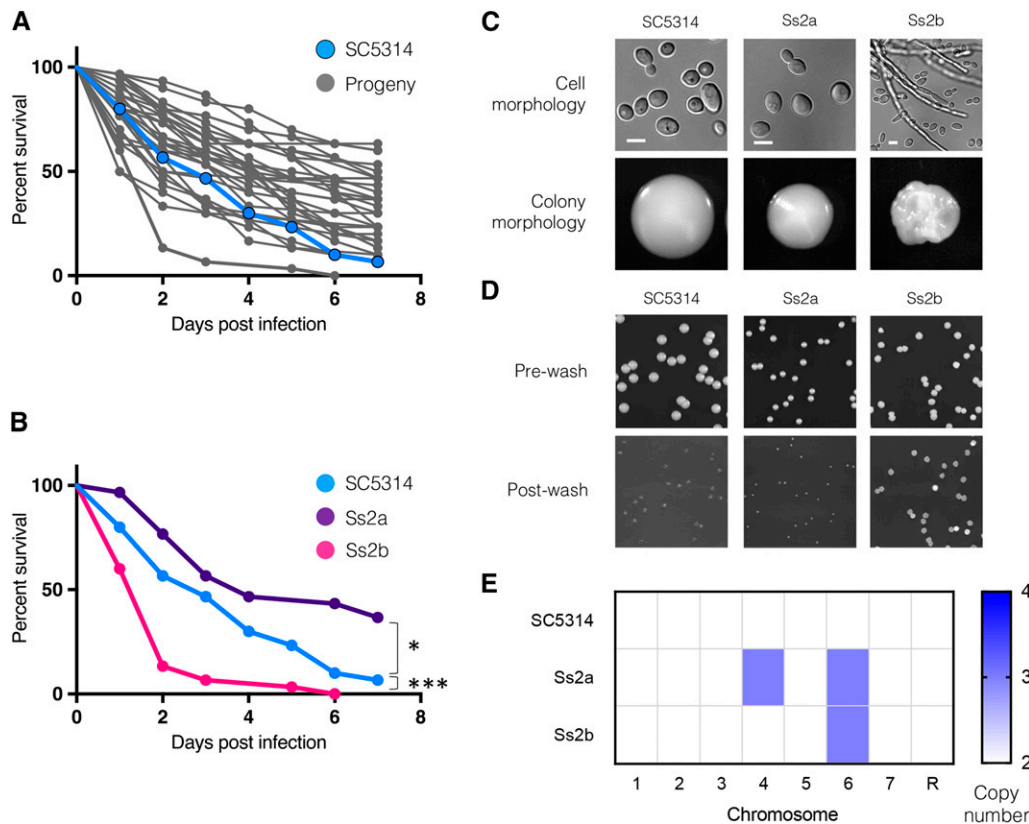 A
SC5314
Progeny
100
50
0
Percent survival
0 2 4 6 8
Days post infection
B
SC5314
Ss2a
Ss2b
100
50
0
Percent survival
*
***
0 2 4 6 8
Days post infection
C
SC5314 Ss2a Ss2b
Cell
morphology
Colony
morphology
D
SC5314 Ss2a Ss2b
Pre-wash
Post-wash
E
SC5314
Ss2a
Ss2b
1 2 3 4 5 6 7 R
Chromosome
4
3
2
Copy
number